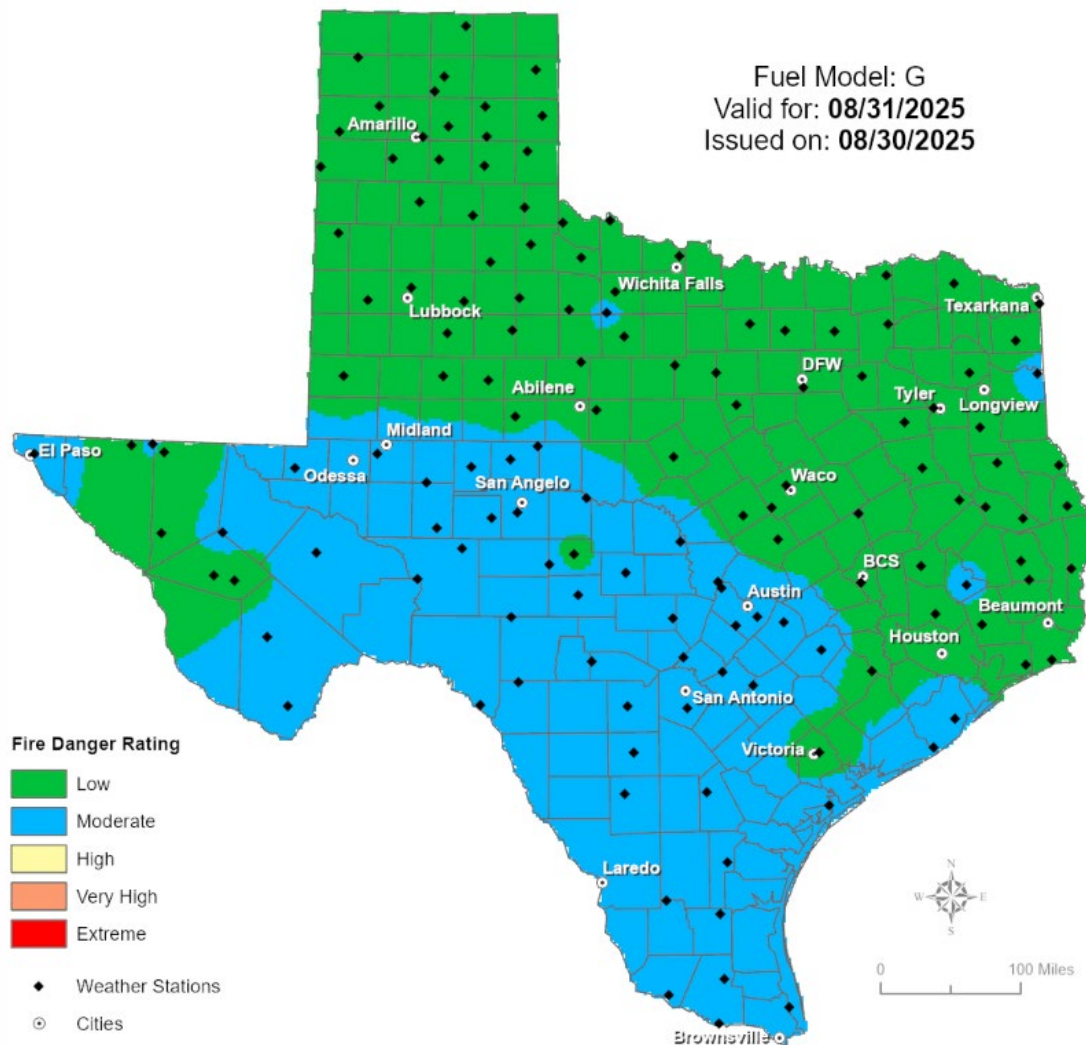 Fuel Model: G
Valid for: 08/31/2025
Issued on: 08/30/2025
Amarillo
Wichita Falls
Lubbock
Texarkana
DFW
Abilene
Tyler
Longview
Midland
El Paso
Odessa
San Angelo
Waco
BCS
Austin
Beaumont
Houston
San Antonio
Victoria
Laredo
Brownsville
Fire Danger Rating
Low
Moderate
High
Very High
Extreme
Weather Stations
Cities
N
W E
S
0 100 Miles